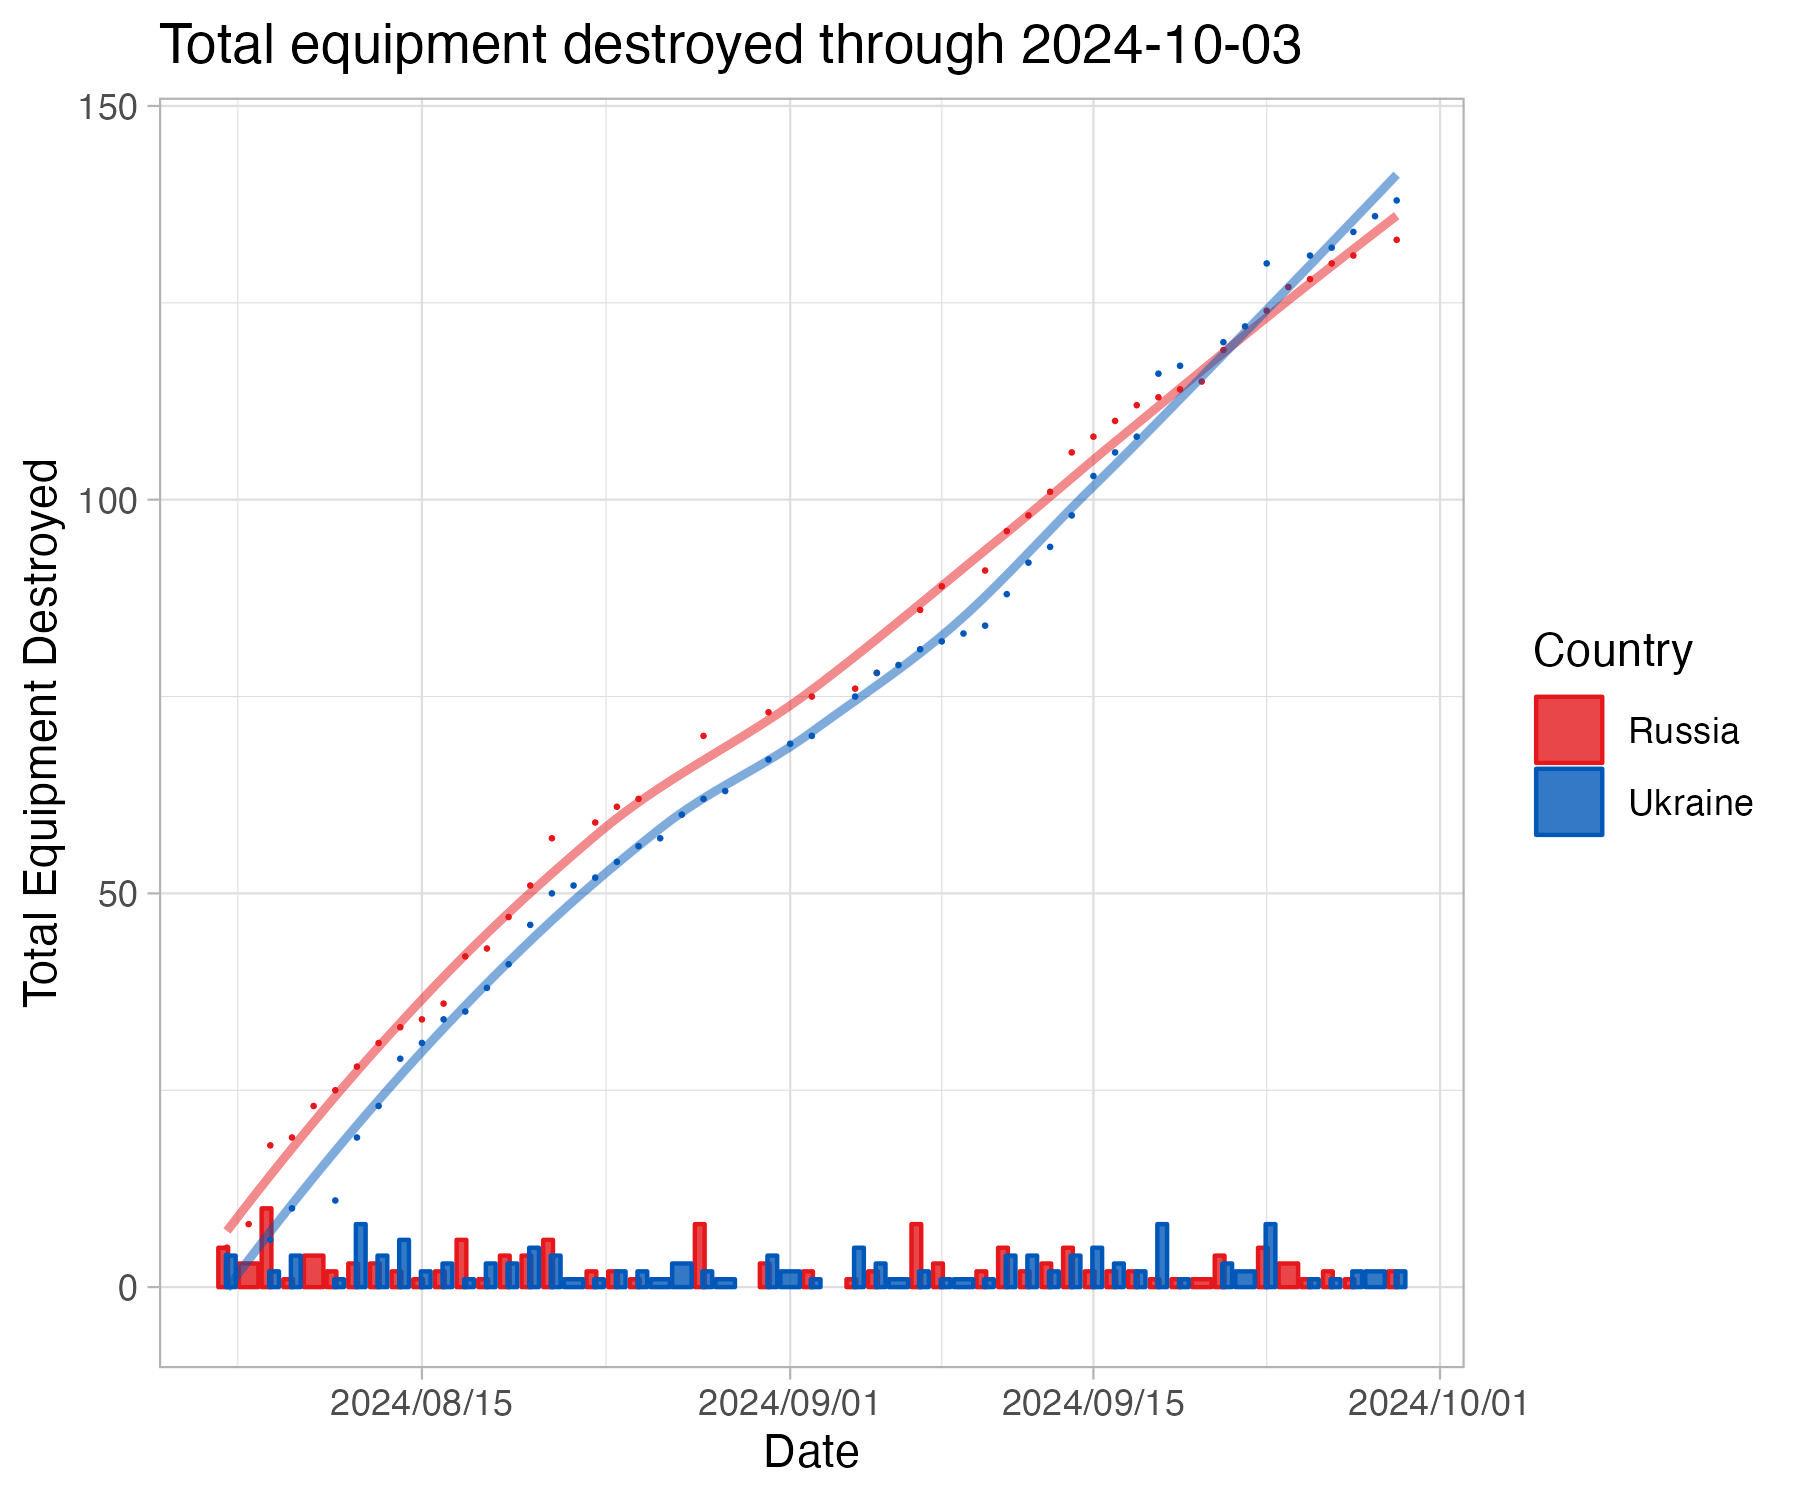 Total equipment destroyed through 2024-10-03
Total Equipment Destroyed
150
100
50
0
2024/08/15
2024/09/01
2024/09/15
2024/10/01
Date
Country
Russia
Ukraine